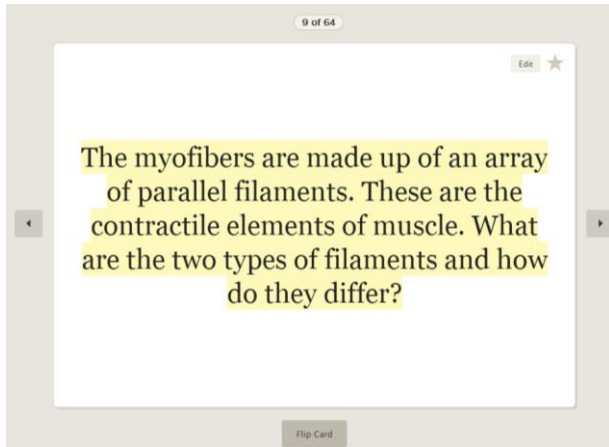 9 of 64
Edit
The myofibers are made up of an array
of parallel filaments. These are the
contractile elements of muscle. What
are the two types of filaments and how
do they differ?
Flip Card